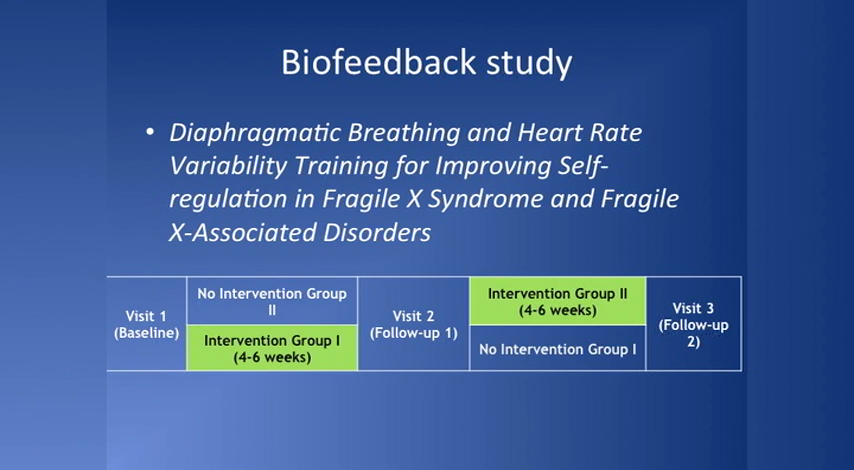 Biofeedback study
• Diaphragmatic Breathing and Heart Rate
Variability Training for Improving Self-
regulation in Fragile X Syndrome and Fragile
X-Associated Disorders
Visit 1
(Baseline)
No Intervention Group
II
Intervention Group I
(4-6 weeks)
Visit 2
(Follow-up 1)
Intervention Group II
(4-6 weeks)
No Intervention Group I
Visit 3
(Follow-up
2)